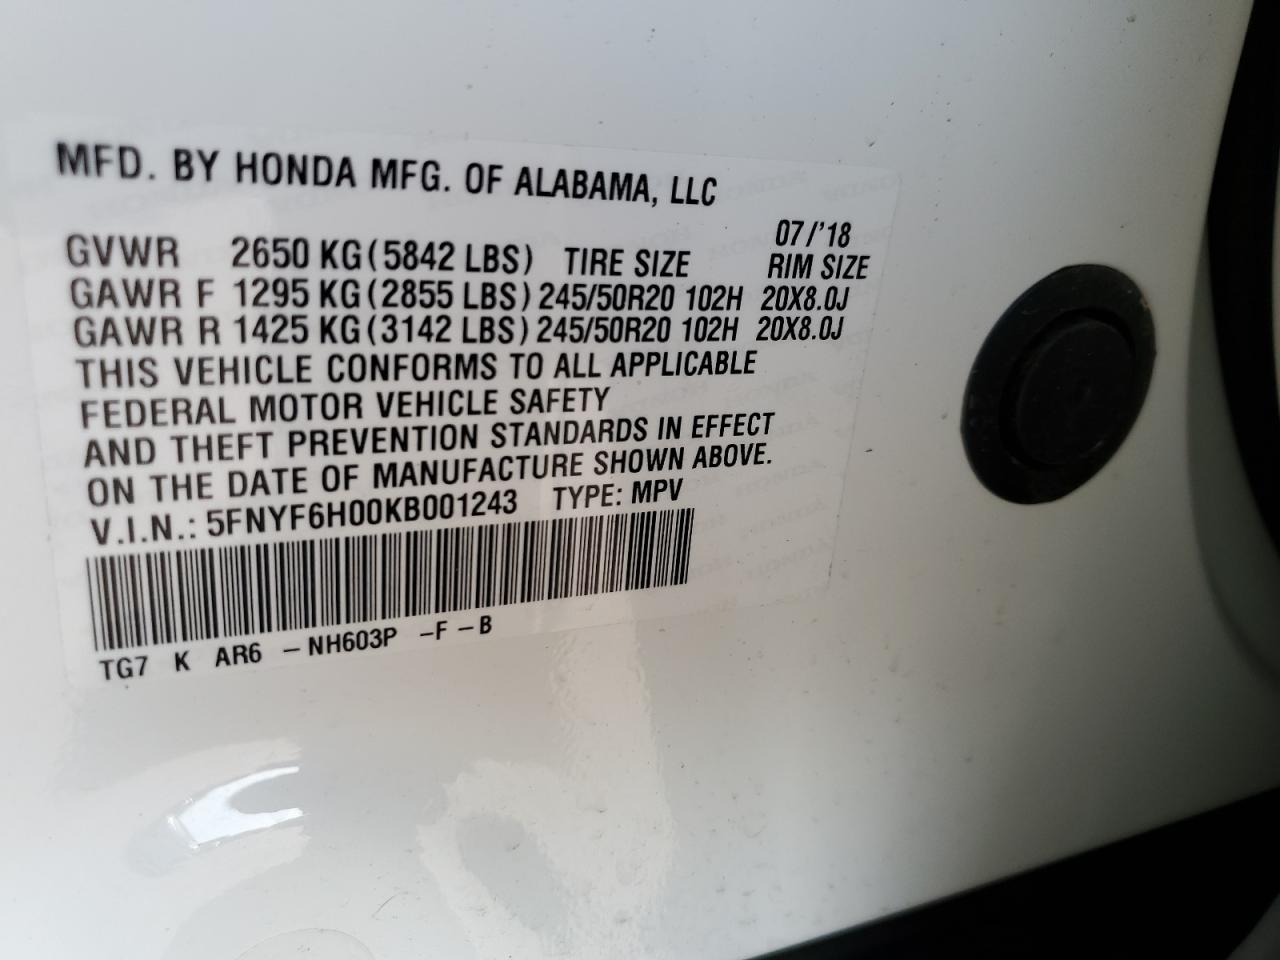 MFD. BY HONDA MFG. OF ALABAMA, LLC
07/'18
GVWR 2650 KG (5842 LBS) TIRE SIZE RIM SIZE
GAWR F 1295 KG (2855 LBS) 245/50R20 102H 20X8.0J
GAWR R 1425 KG (3142 LBS) 245/50R20 102H 20X8.0J
THIS VEHICLE CONFORMS TO ALL APPLICABLE
FEDERAL MOTOR VEHICLE SAFETY
AND THEFT PREVENTION STANDARDS IN EFFECT
ON THE DATE OF MANUFACTURE SHOWN ABOVE.
V.I.N.: 5FNYF6H00KB001243 TYPE: MPV
TG7 K AR6 – NH603P –F – B